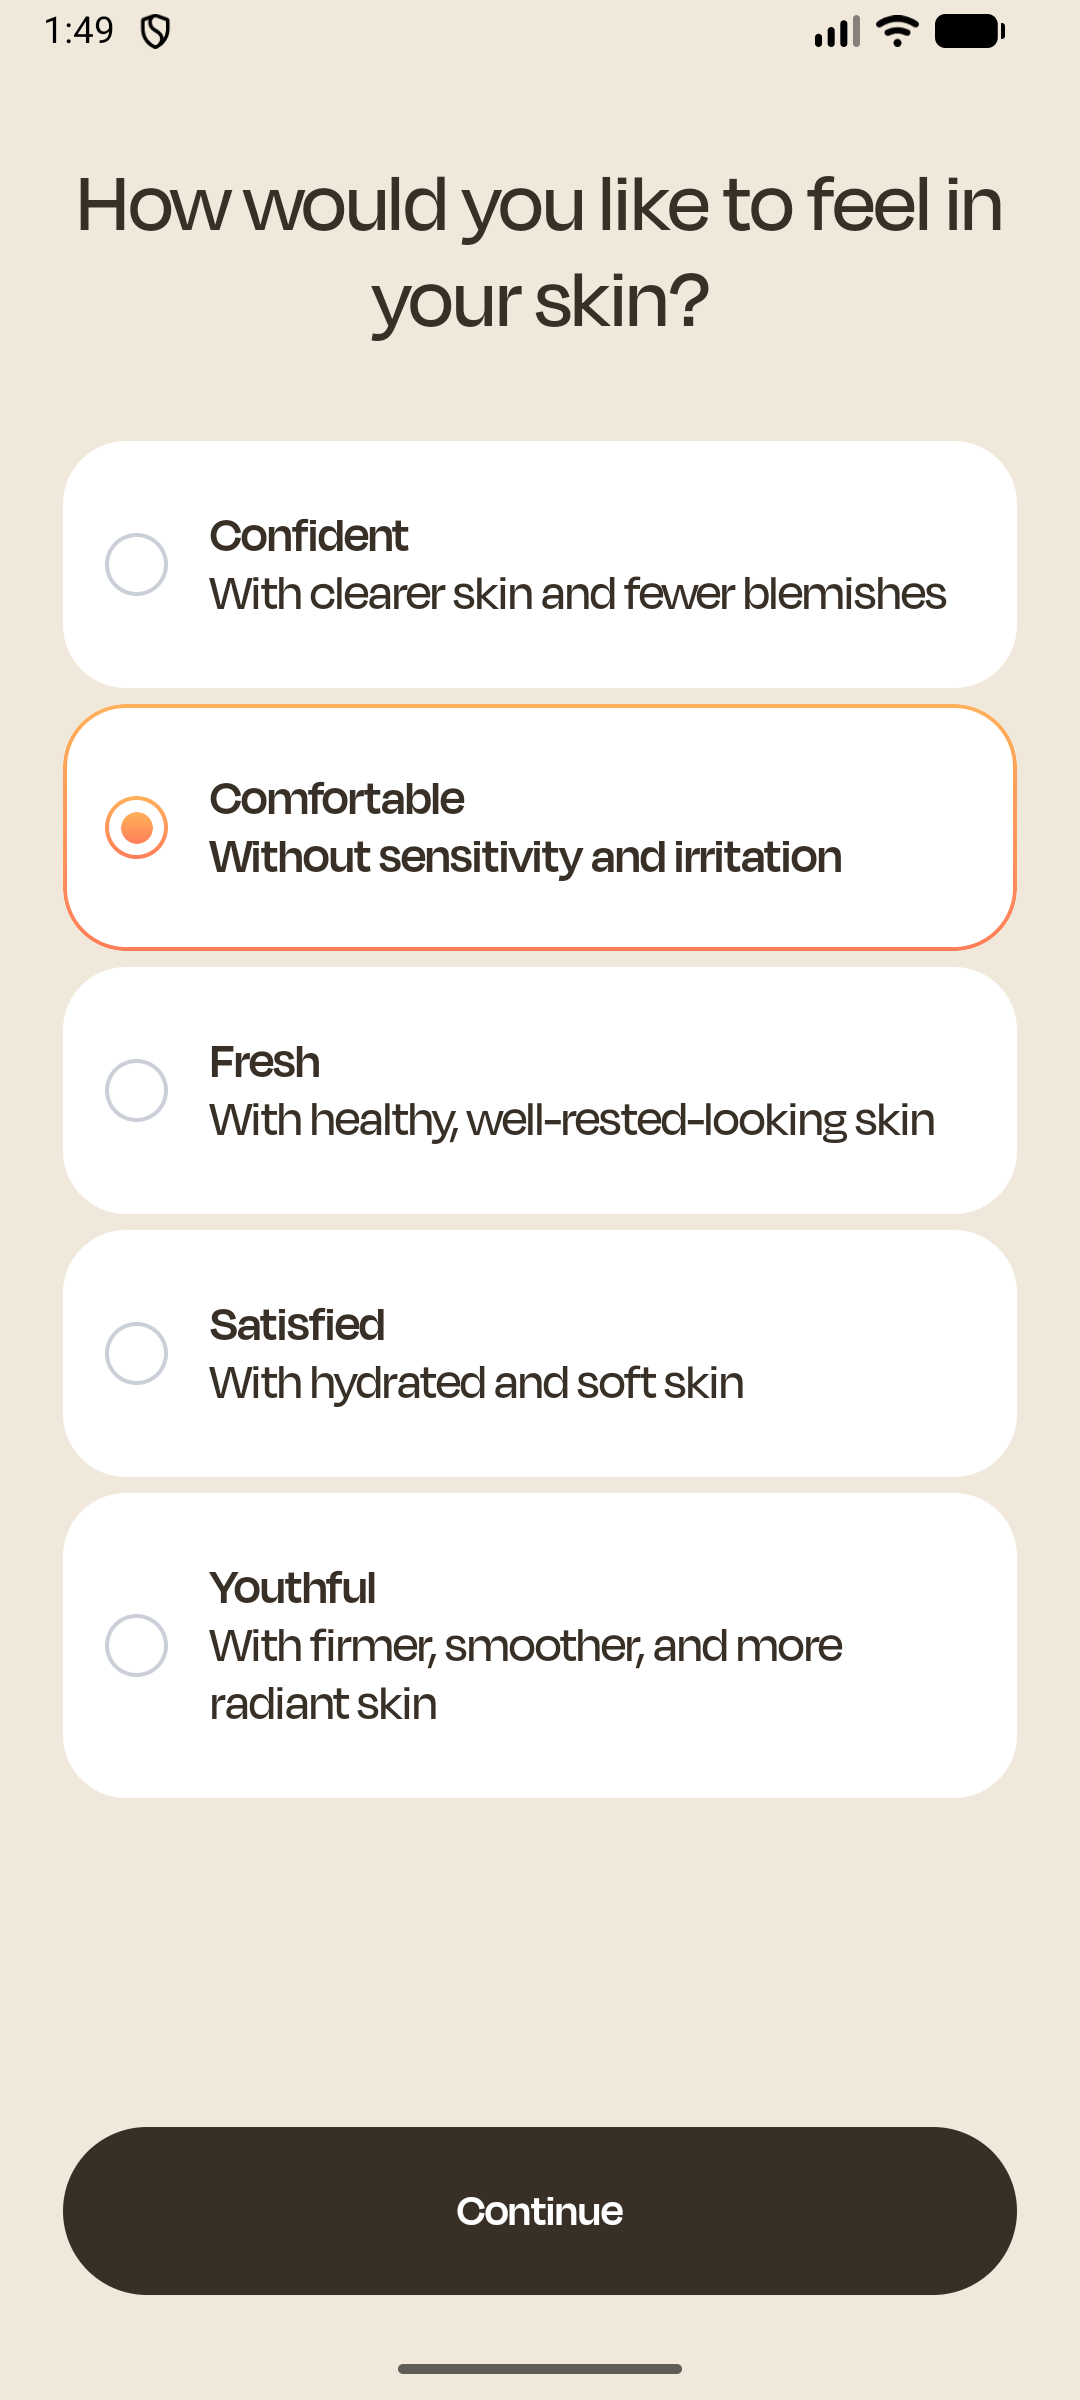 1:49
How would you like to feel in
your skin?
Confident
With clearer skin and fewer blemishes
Comfortable
Without sensitivity and irritation
Fresh
With healthy, well-rested-looking skin
Satisfied
With hydrated and soft skin
Youthful
With firmer, smoother, and more
radiant skin
Continue